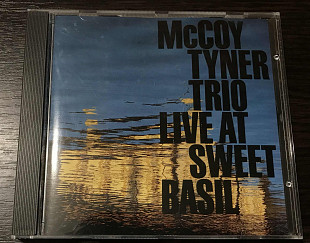 McCOY
TYNER
TRIO
LIVE AT
SWEET
BASIL